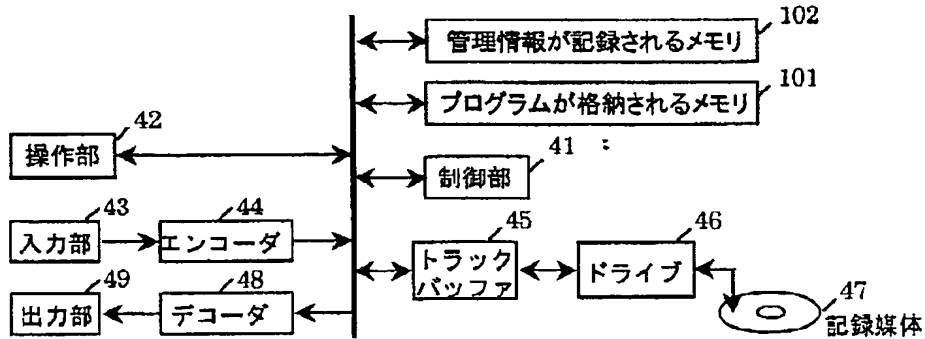 管理情報が記録されるメモリ
102
プログラムが格納されるメモリ
101
操作部
42
制御部
41
入力部
43
エンコーダ
44
トラック
バッファ
45
ドライブ
46
出力部
49
デコーダ
48
47
記録媒体